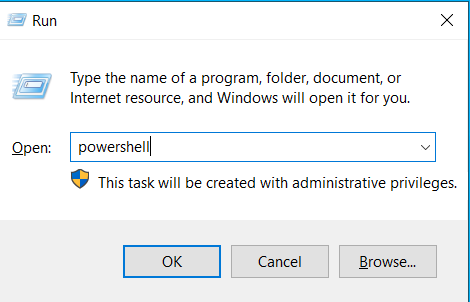 Run
Type the name of a program, folder, document, or
Internet resource, and Windows will open it for you.
Open:
powershell
This task will be created with administrative privileges.
OK
Cancel
Browse...